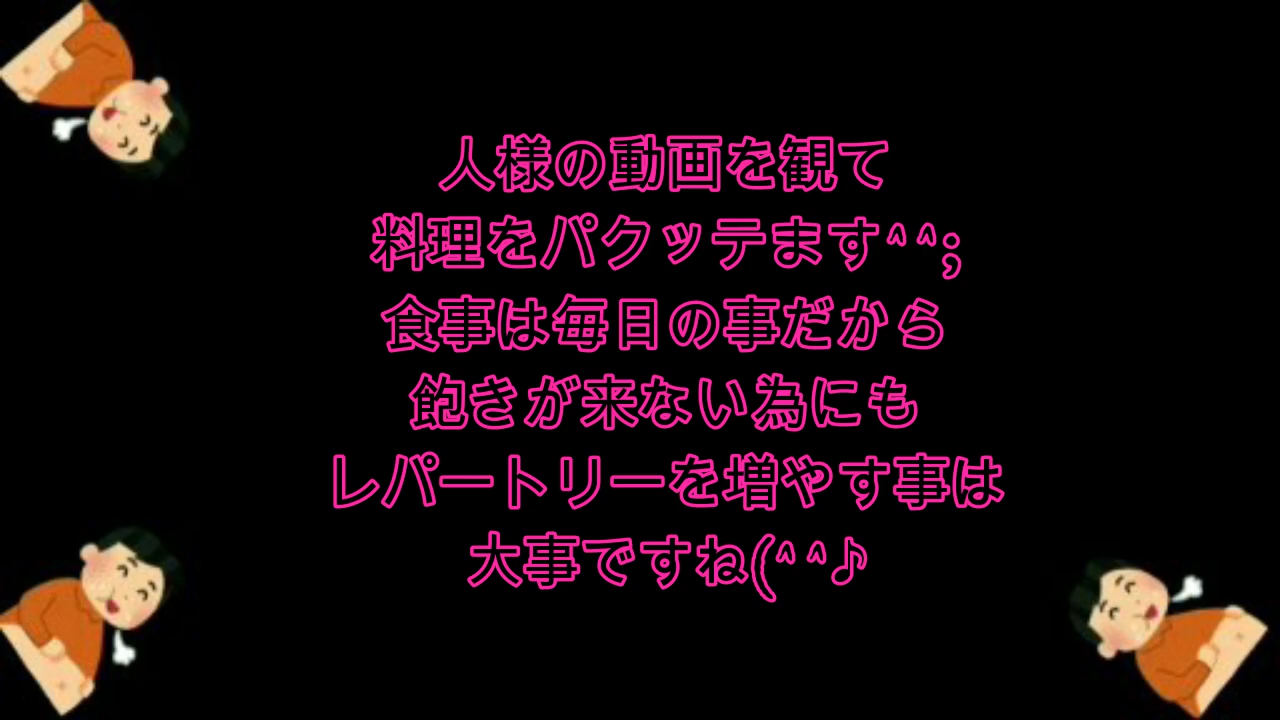 人様の動画を観て
料理をパクッテます^^;
食事は毎日の事だから
飽きが来ない為にも
レパートリーを増やす事は
大事ですね(^^♪